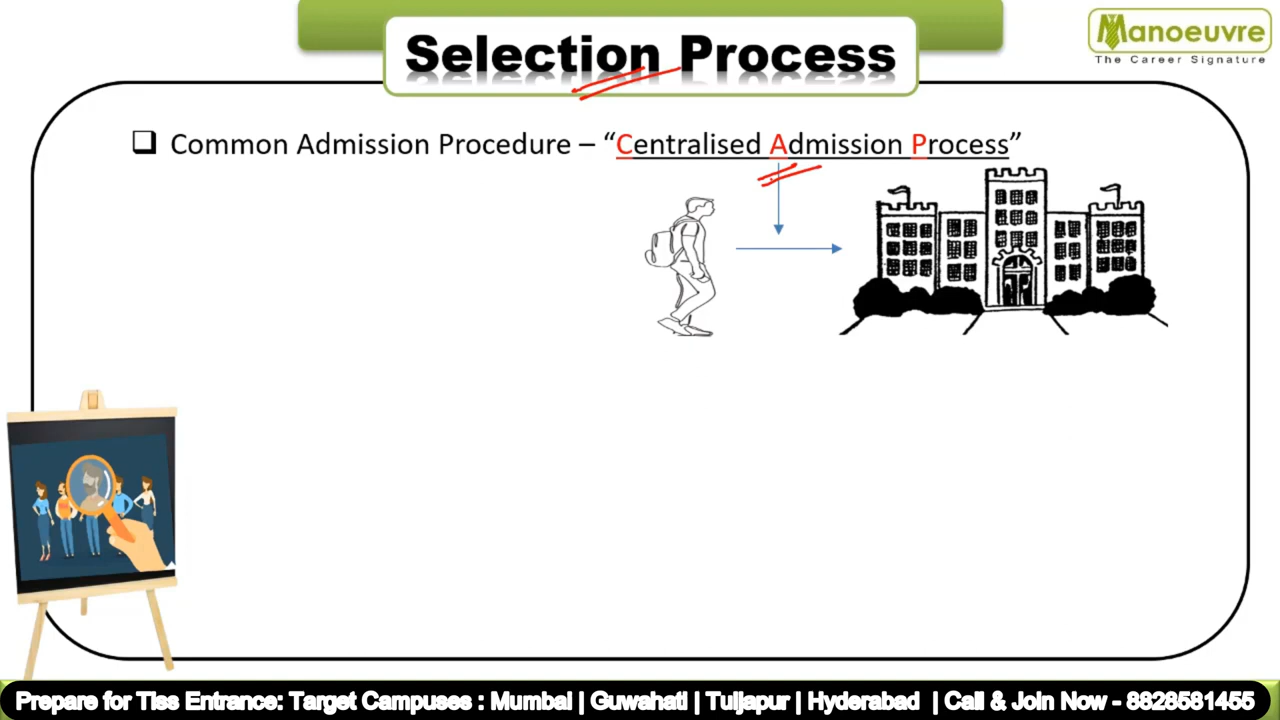 Selection Process
Manoeuvre
The Career Signature
Common Admission Procedure – “Centralised Admission Process”
Prepare for Tiss Entrance: Target Campuses : Mumbai | Guwahati | Tuljapur | Hyderabad | Call & Join Now - 8828581455